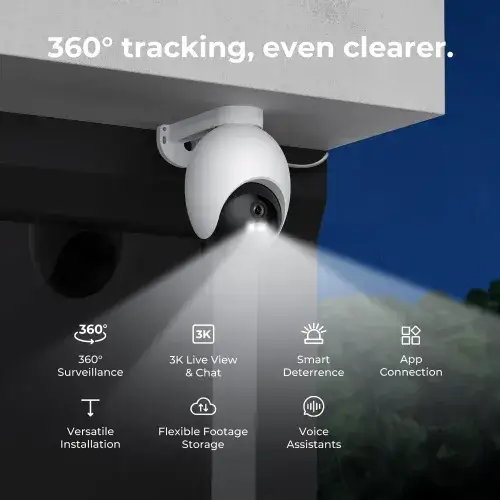 360° tracking, even clearer.
360°
3K
360°
Surveillance
3K Live View
& Chat
Smart
Deterrence
App
Connection
Versatile
Installation
Flexible Footage
Storage
Voice
Assistants